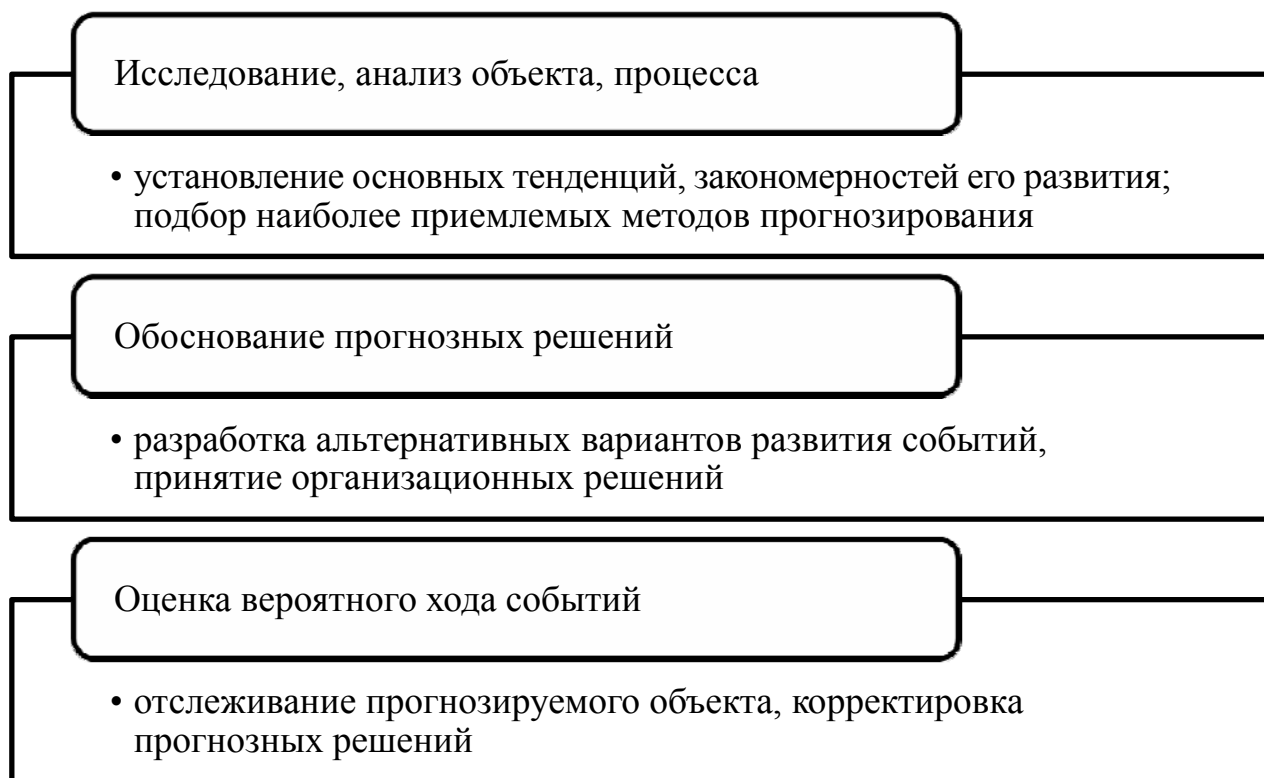 Исследование, анализ объекта, процесса
• установление основных тенденций, закономерностей его развития;
подбор наиболее приемлемых методов прогнозирования
Обоснование прогнозных решений
• разработка альтернативных вариантов развития событий,
принятие организационных решений
Оценка вероятного хода событий
• отслеживание прогнозируемого объекта, корректировка
прогнозных решений